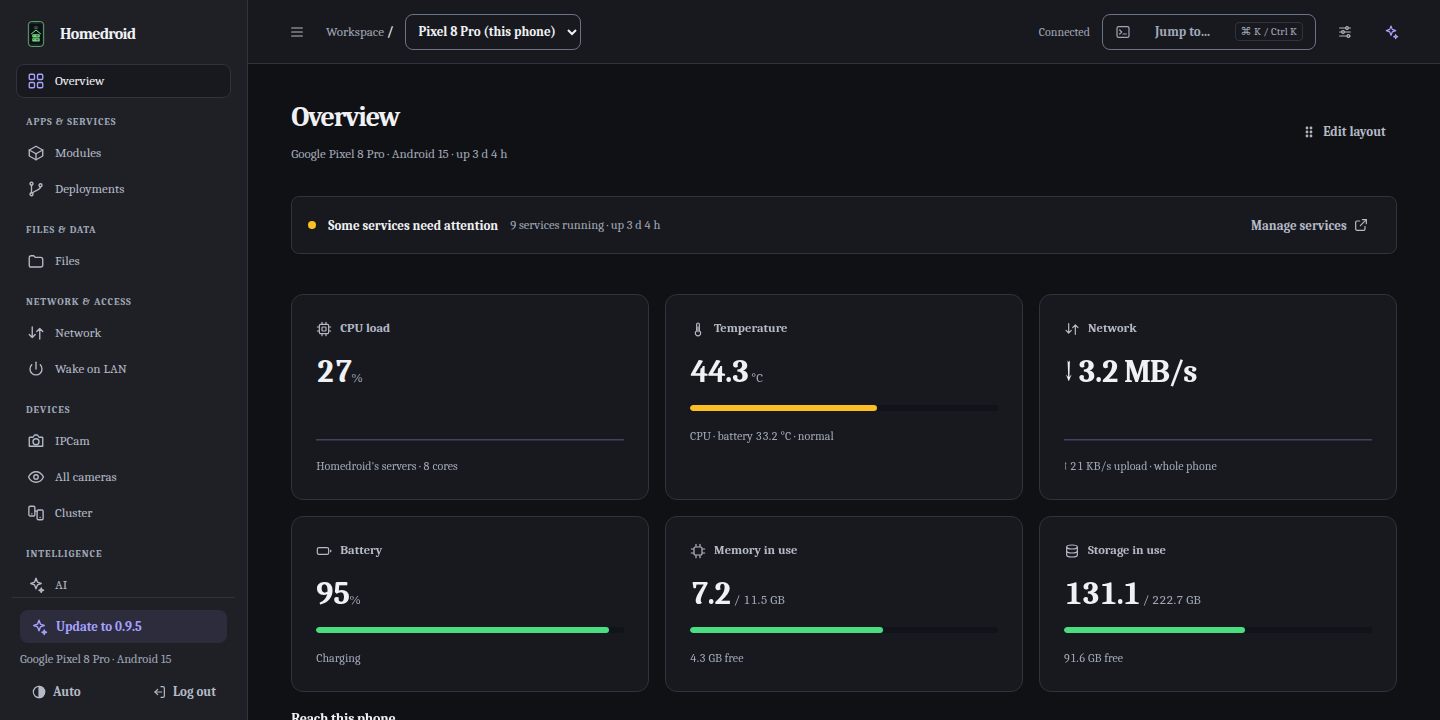 Homedroid
Overview
APPS & SERVICES
Modules
Deployments
FILES & DATA
Files
NETWORK & ACCESS
Network
Wake on LAN
DEVICES
IPCam
All cameras
Cluster
INTELLIGENCE
AI
Update to 0.9.5
Google Pixel 8 Pro · Android 15
Auto
Log out
Workspace / Pixel 8 Pro (this phone)
Connected
Jump to... ⌘ K / Ctrl K
Overview
Google Pixel 8 Pro · Android 15 · up 3 d 4 h
Edit layout
Some services need attention 9 services running · up 3 d 4 h
Manage services
CPU load
27%
Homedroid's servers · 8 cores
Temperature
44.3 °C
CPU · battery 33.2 °C · normal
Network
↓ 3.2 MB/s
↑ 21 KB/s upload · whole phone
Battery
95%
Charging
Memory in use
7.2 / 11.5 GB
4.3 GB free
Storage in use
131.1 / 222.7 GB
91.6 GB free
Reach this phone